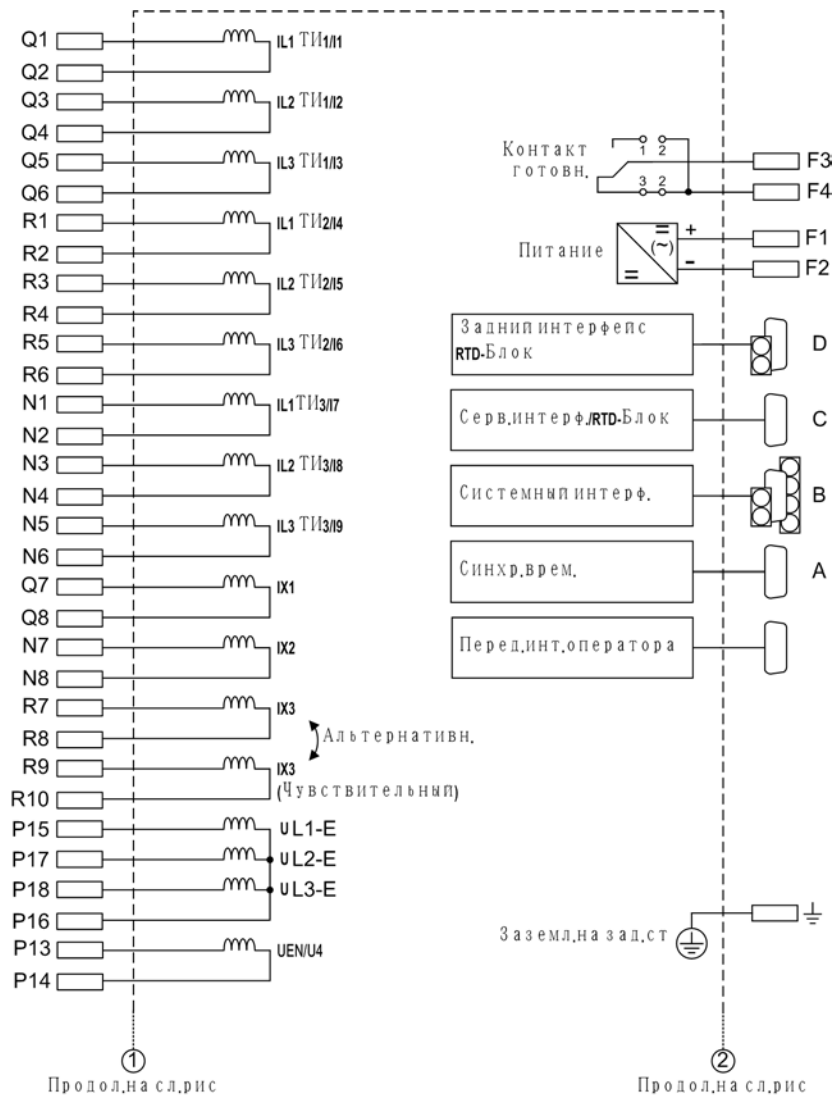 Q1
IL1 ТИ1/I1
Q2
Q3
IL2 ТИ1/I2
Q4
Q5
IL3 ТИ1/I3
Q6
R1
IL1 ТИ2/I4
R2
R3
IL2 ТИ2/I5
R4
R5
IL3 ТИ2/I6
R6
N1
IL1 ТИ3/I7
N2
N3
IL2 ТИ3/I8
N4
N5
IL3 ТИ3/I9
N6
Q7
IX1
Q8
N7
IX2
N8
R7
IX3
R8
Альтернативн.
R9
IX3
(Чувствительный)
R10
P15
UL1-E
P17
UL2-E
P18
UL3-E
P16
P13
UEN/U4
P14
1
Продол.на сл.рис
Контакт
готовн.
1 2
3 2
F3
F4
Питание
=
(~)
=
+
-
F1
F2
Задний интерфейс
RTD-Блок
D
Серв.интерф./RTD-Блок
C
Системный интерф.
B
Синхр.врем.
A
Перед.инт.оператора
Заземл.на зад.ст
2
Продол.на сл.рис